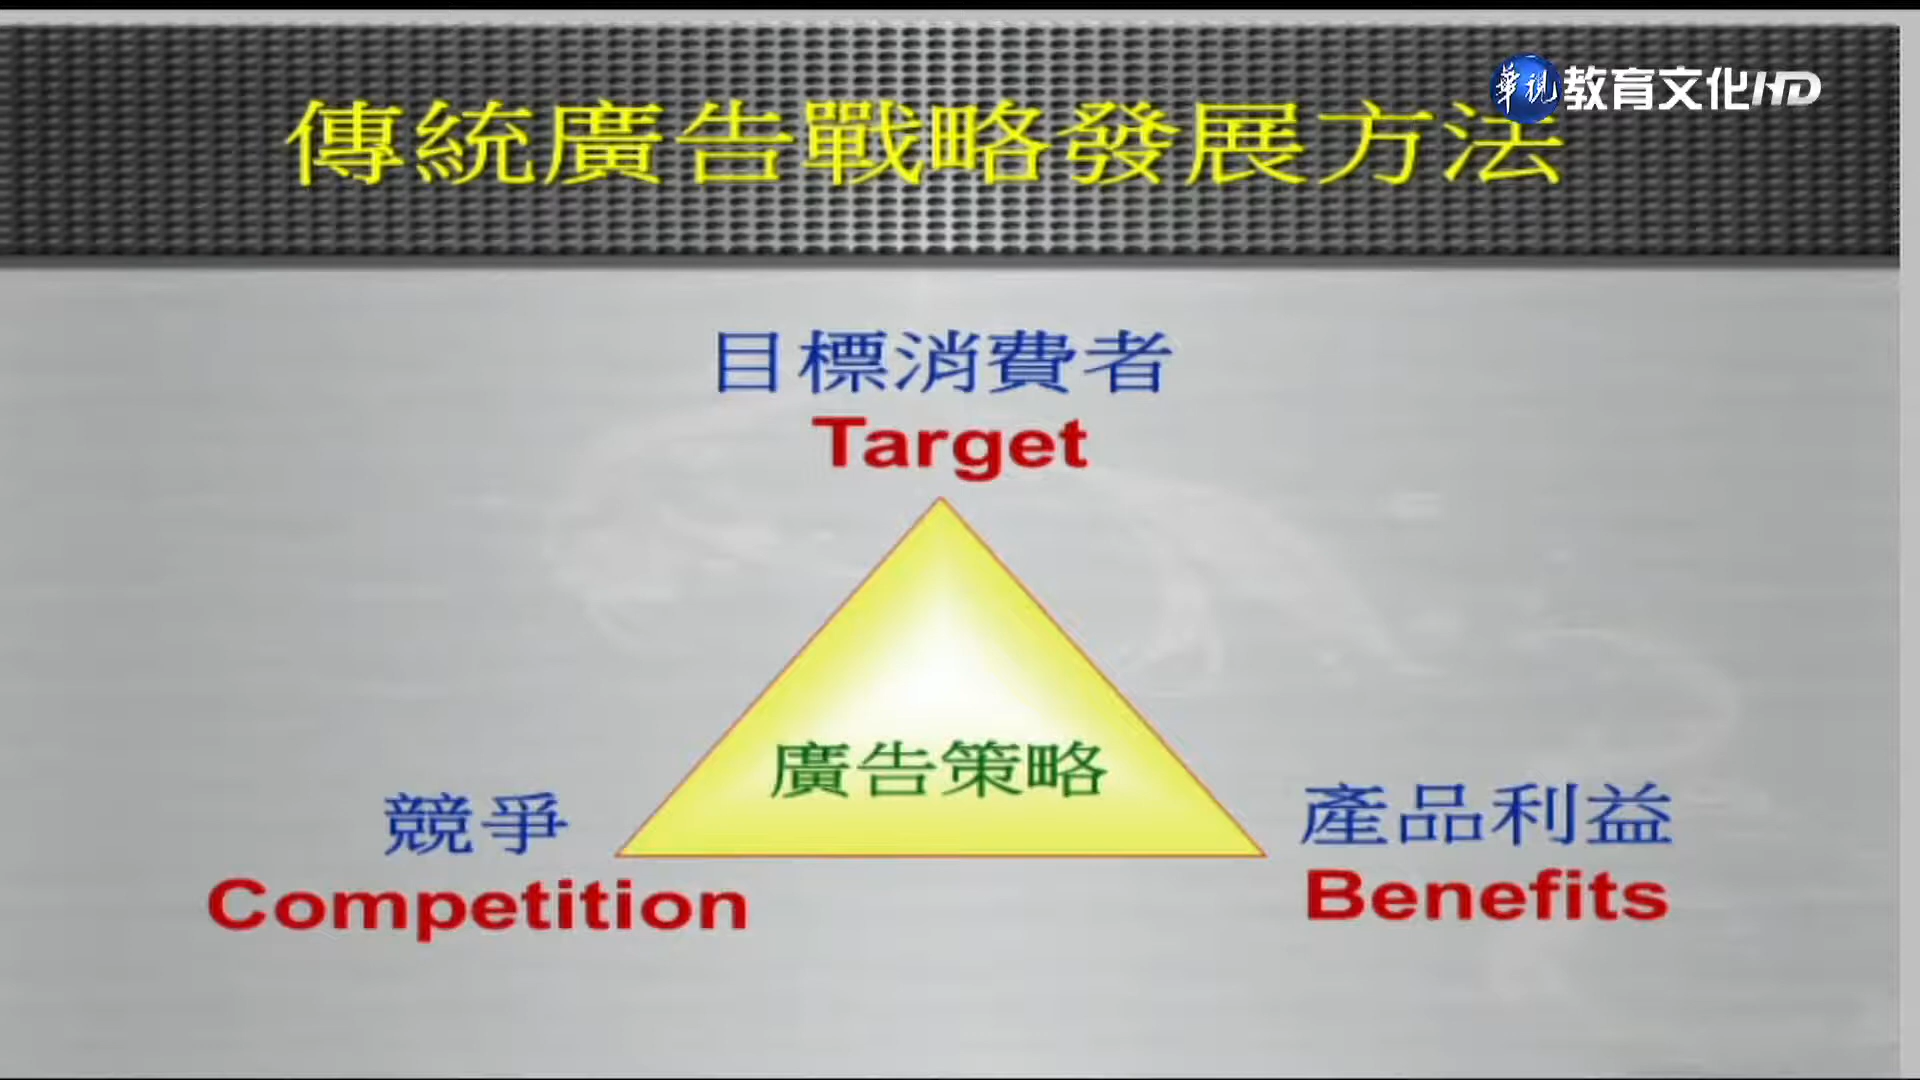 華視 教育文化HD
傳統廣告戰略發展方法
目標消費者
Target
廣告策略
競爭
Competition
產品利益
Benefits